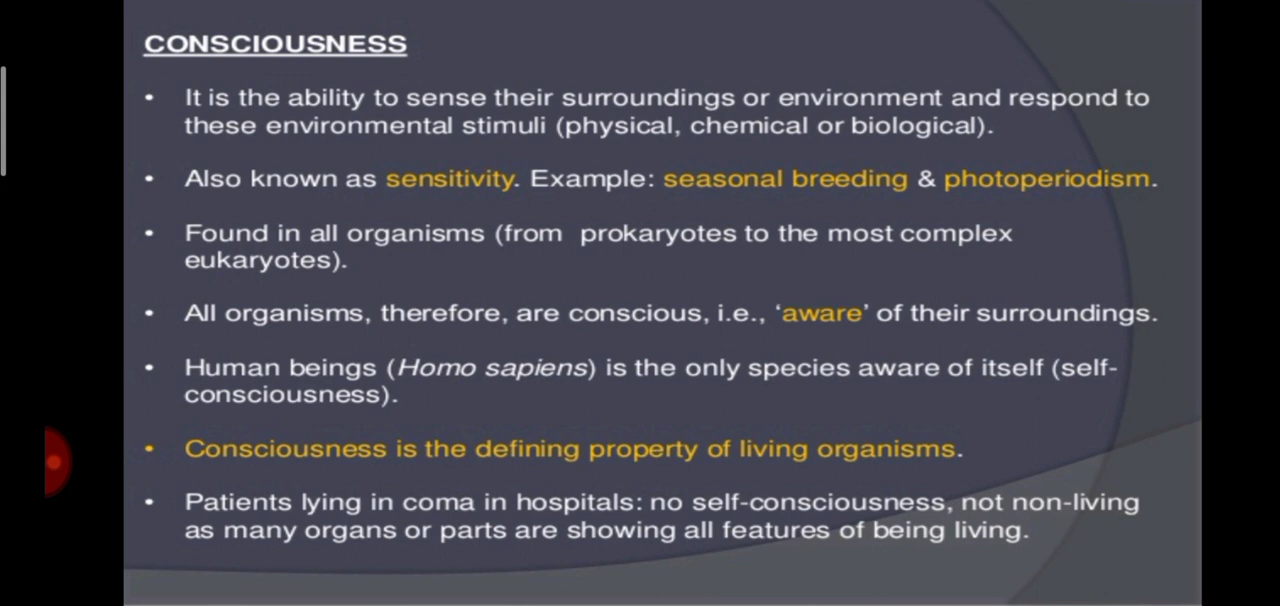 CONSCIOUSNESS
• It is the ability to sense their surroundings or environment and respond to
these environmental stimuli (physical, chemical or biological).
• Also known as sensitivity. Example: seasonal breeding & photoperiodism.
• Found in all organisms (from prokaryotes to the most complex
eukaryotes).
• All organisms, therefore, are conscious, i.e., ‘aware’ of their surroundings.
• Human beings (Homo sapiens) is the only species aware of itself (self-
consciousness).
• Consciousness is the defining property of living organisms.
• Patients lying in coma in hospitals: no self-consciousness, not non-living
as many organs or parts are showing all features of being living.